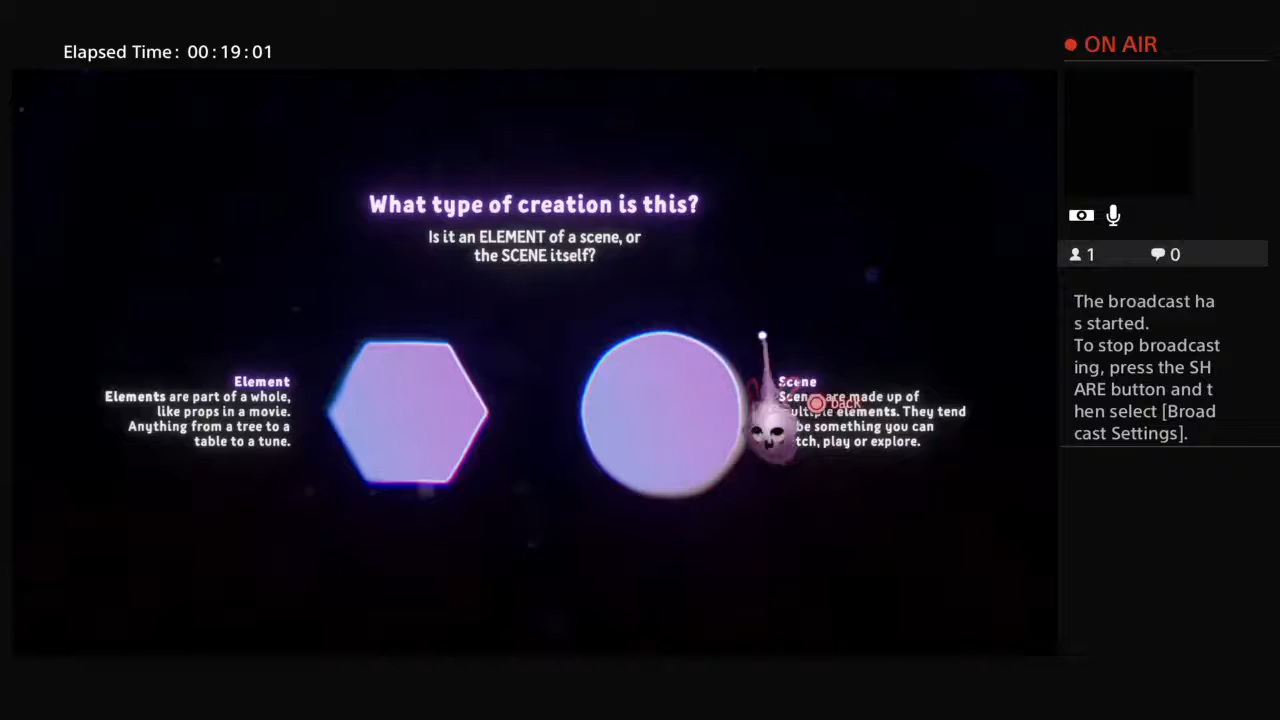 Elapsed Time: 00:19:01
ON AIR
1
0
The broadcast ha
s started.
To stop broadcast
ing, press the SH
ARE button and t
hen select [Broad
cast Settings].
What type of creation is this?
Is it an ELEMENT of a scene, or
the SCENE itself?
Element
Elements are part of a whole,
like props in a movie.
Anything from a tree to a
table to a tune.
Scene
are made up of
elements. They tend
be something you can
play or explore.
back